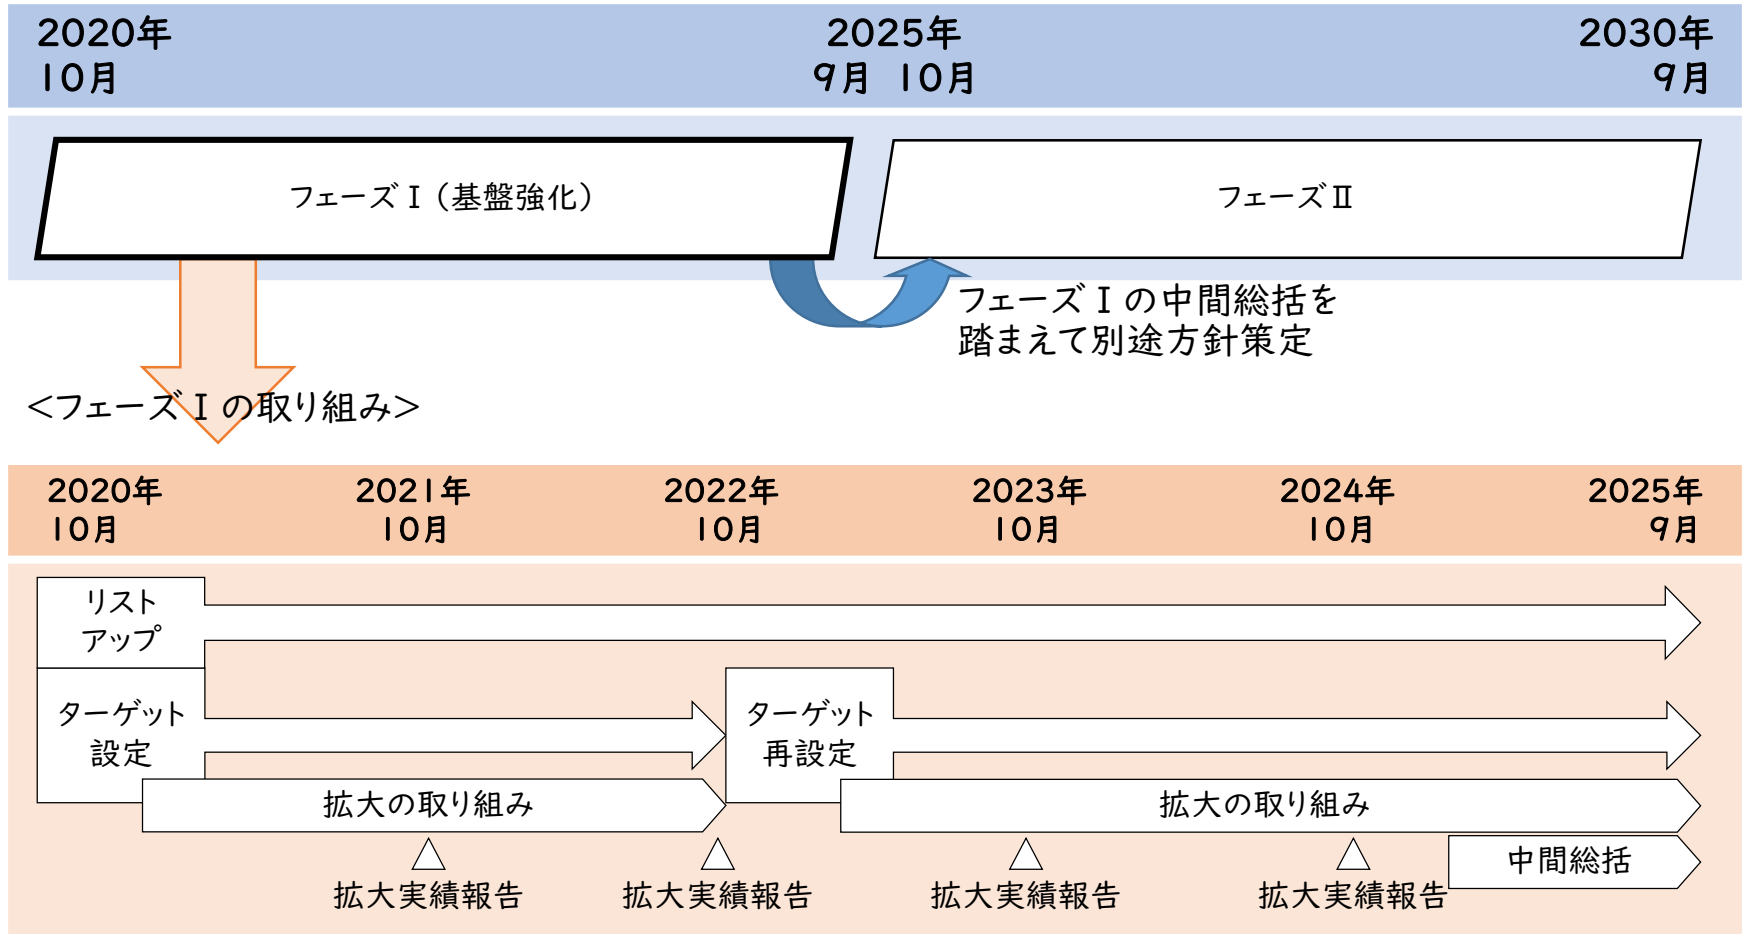 2020年
10月
2025年
9月 10月
2030年
9月
フェーズⅠ（基盤強化）
フェーズⅡ
フェーズⅠの中間総括を
踏まえて別途方針策定
＜フェーズⅠの取り組み＞
2020年
10月
2021年
10月
2022年
10月
2023年
10月
2024年
10月
2025年
9月
リスト
アップ
ターゲット
設定
ターゲット
再設定
拡大の取り組み
拡大の取り組み
中間総括
拡大実績報告
拡大実績報告
拡大実績報告
拡大実績報告